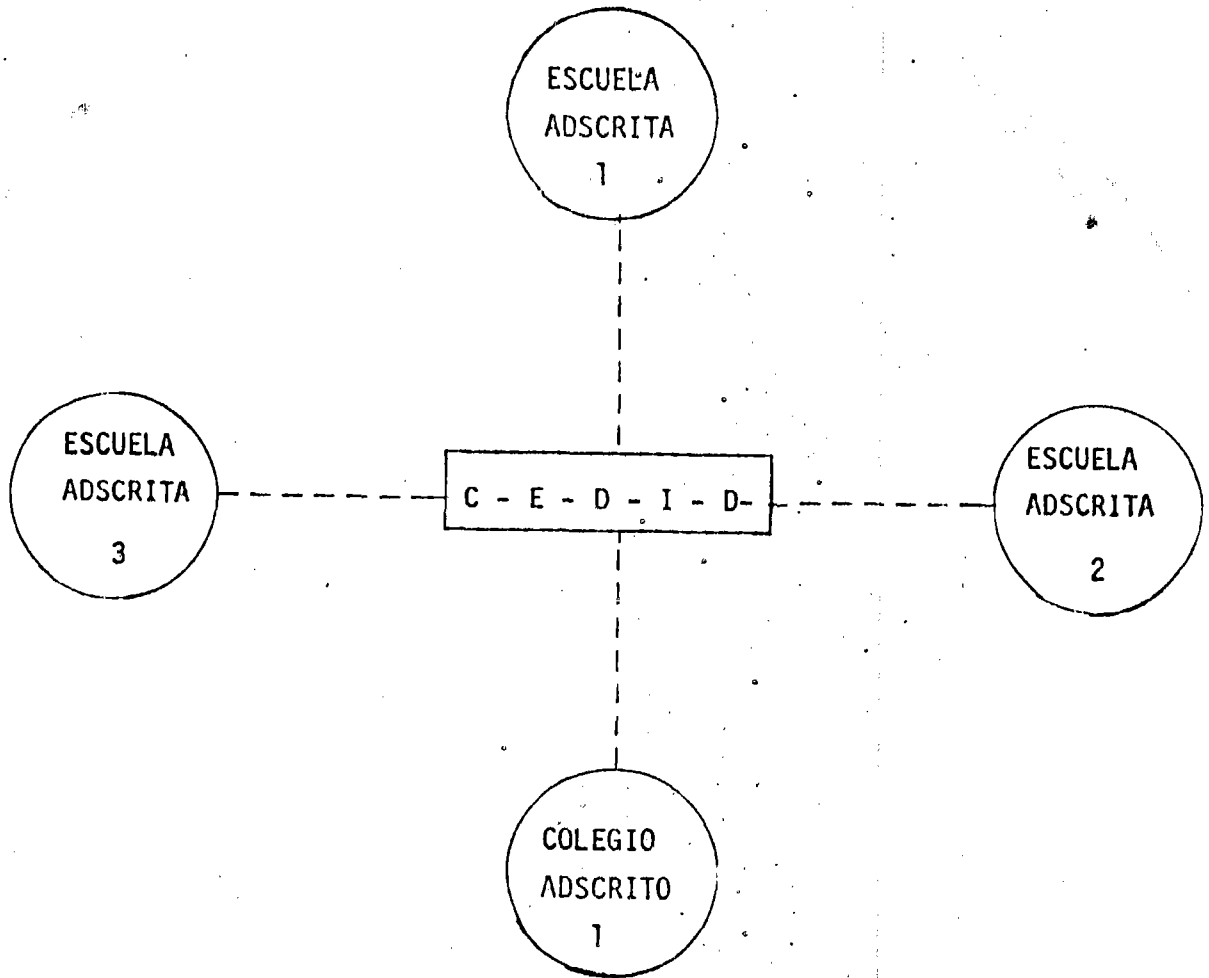 ESCUELA
ADSCRITA
1
ESCUELA
ADSCRITA
3
C - E - D - I - D-
ESCUELA
ADSCRITA
2
COLEGIO
ADSCRITO
1